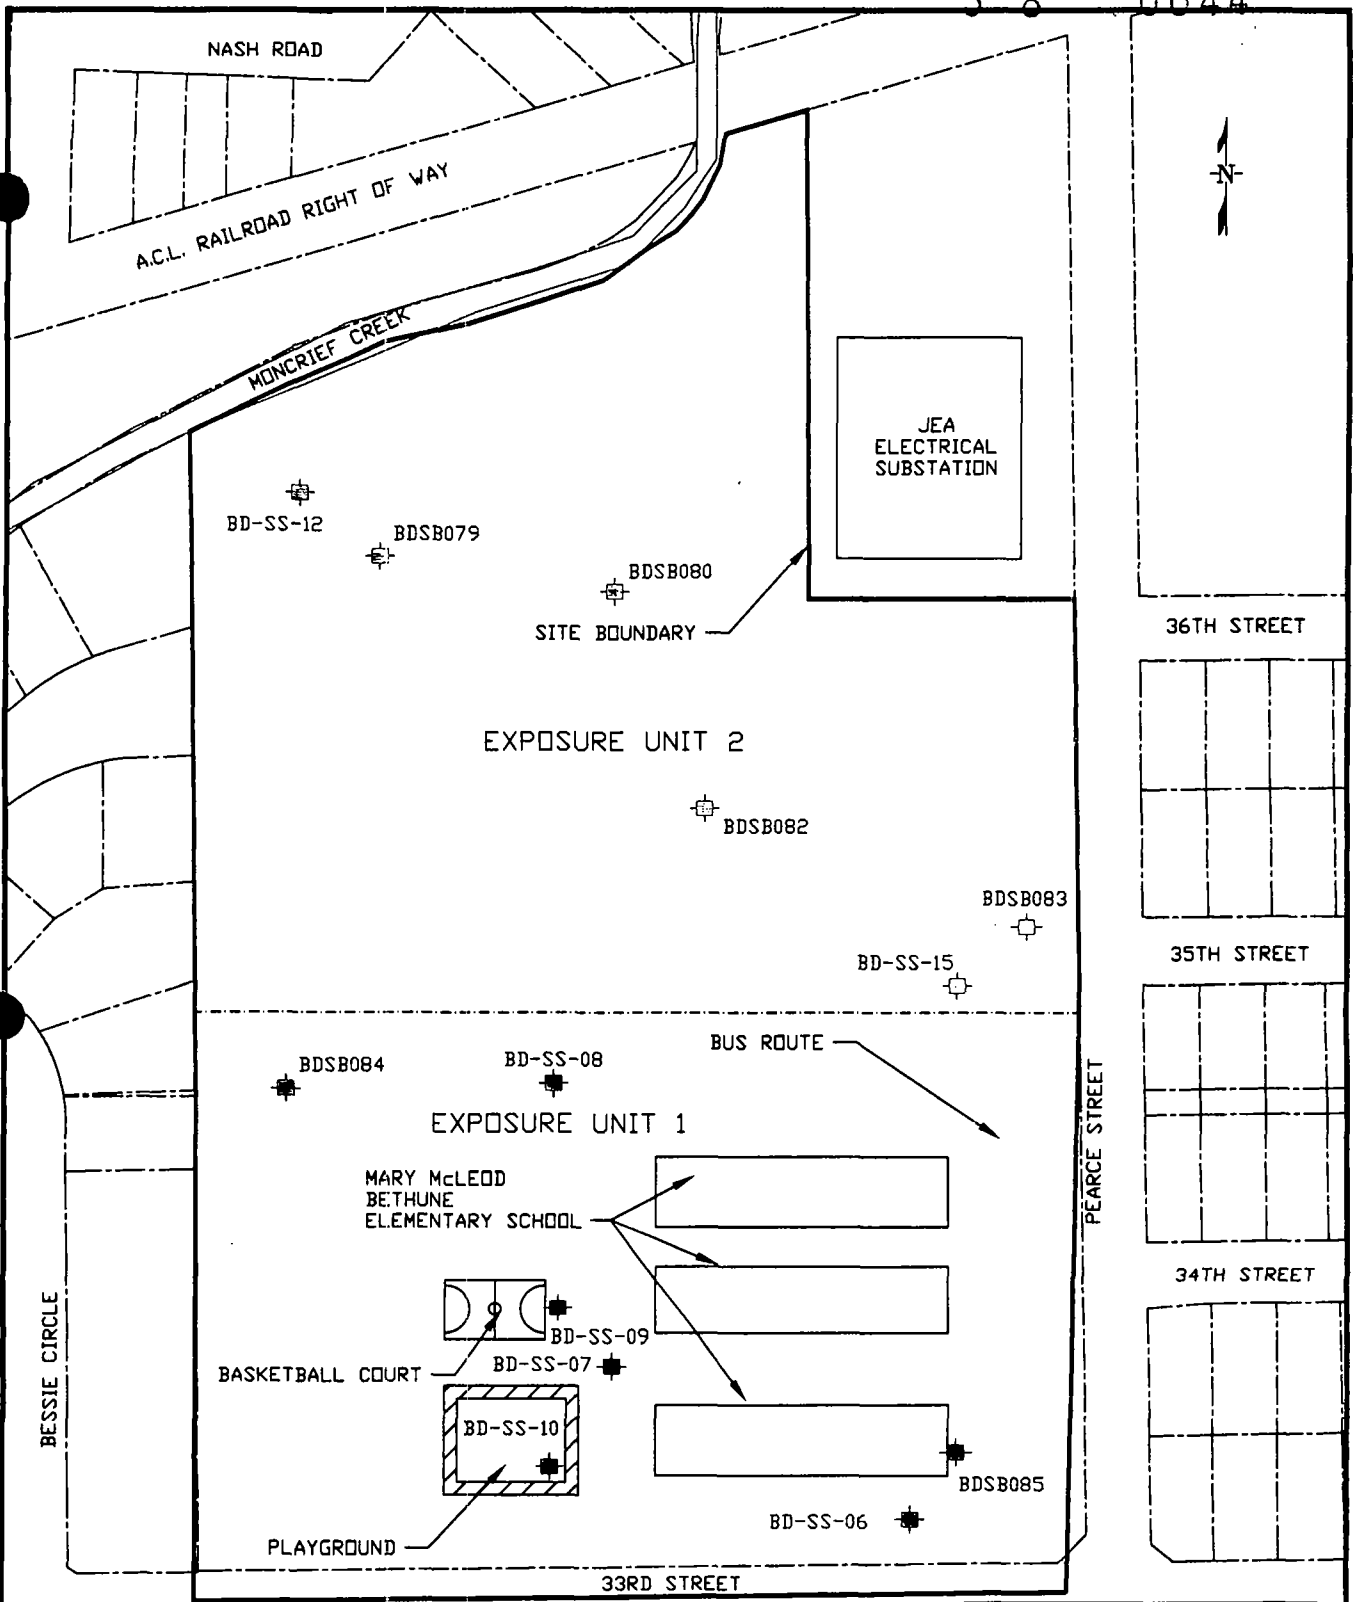 NASH ROAD
A.C.L. RAILROAD RIGHT OF WAY
N
MONCRIEF CREEK
JEA
ELECTRICAL
SUBSTATION
BD-SS-12
BDSB079
BDSB080
SITE BOUNDARY
36TH STREET
EXPOSURE UNIT 2
BDSB082
BDSB083
35TH STREET
BD-SS-15
BUS ROUTE
BDSB084
BD-SS-08
EXPOSURE UNIT 1
PEARCE STREET
MARY McLEOD
BETHUNE
ELEMENTARY SCHOOL
34TH STREET
BD-SS-09
BD-SS-07
BASKETBALL COURT
BESSIE CIRCLE
BD-SS-10
BDSB085
BD-SS-06
PLAYGROUND
33RD STREET